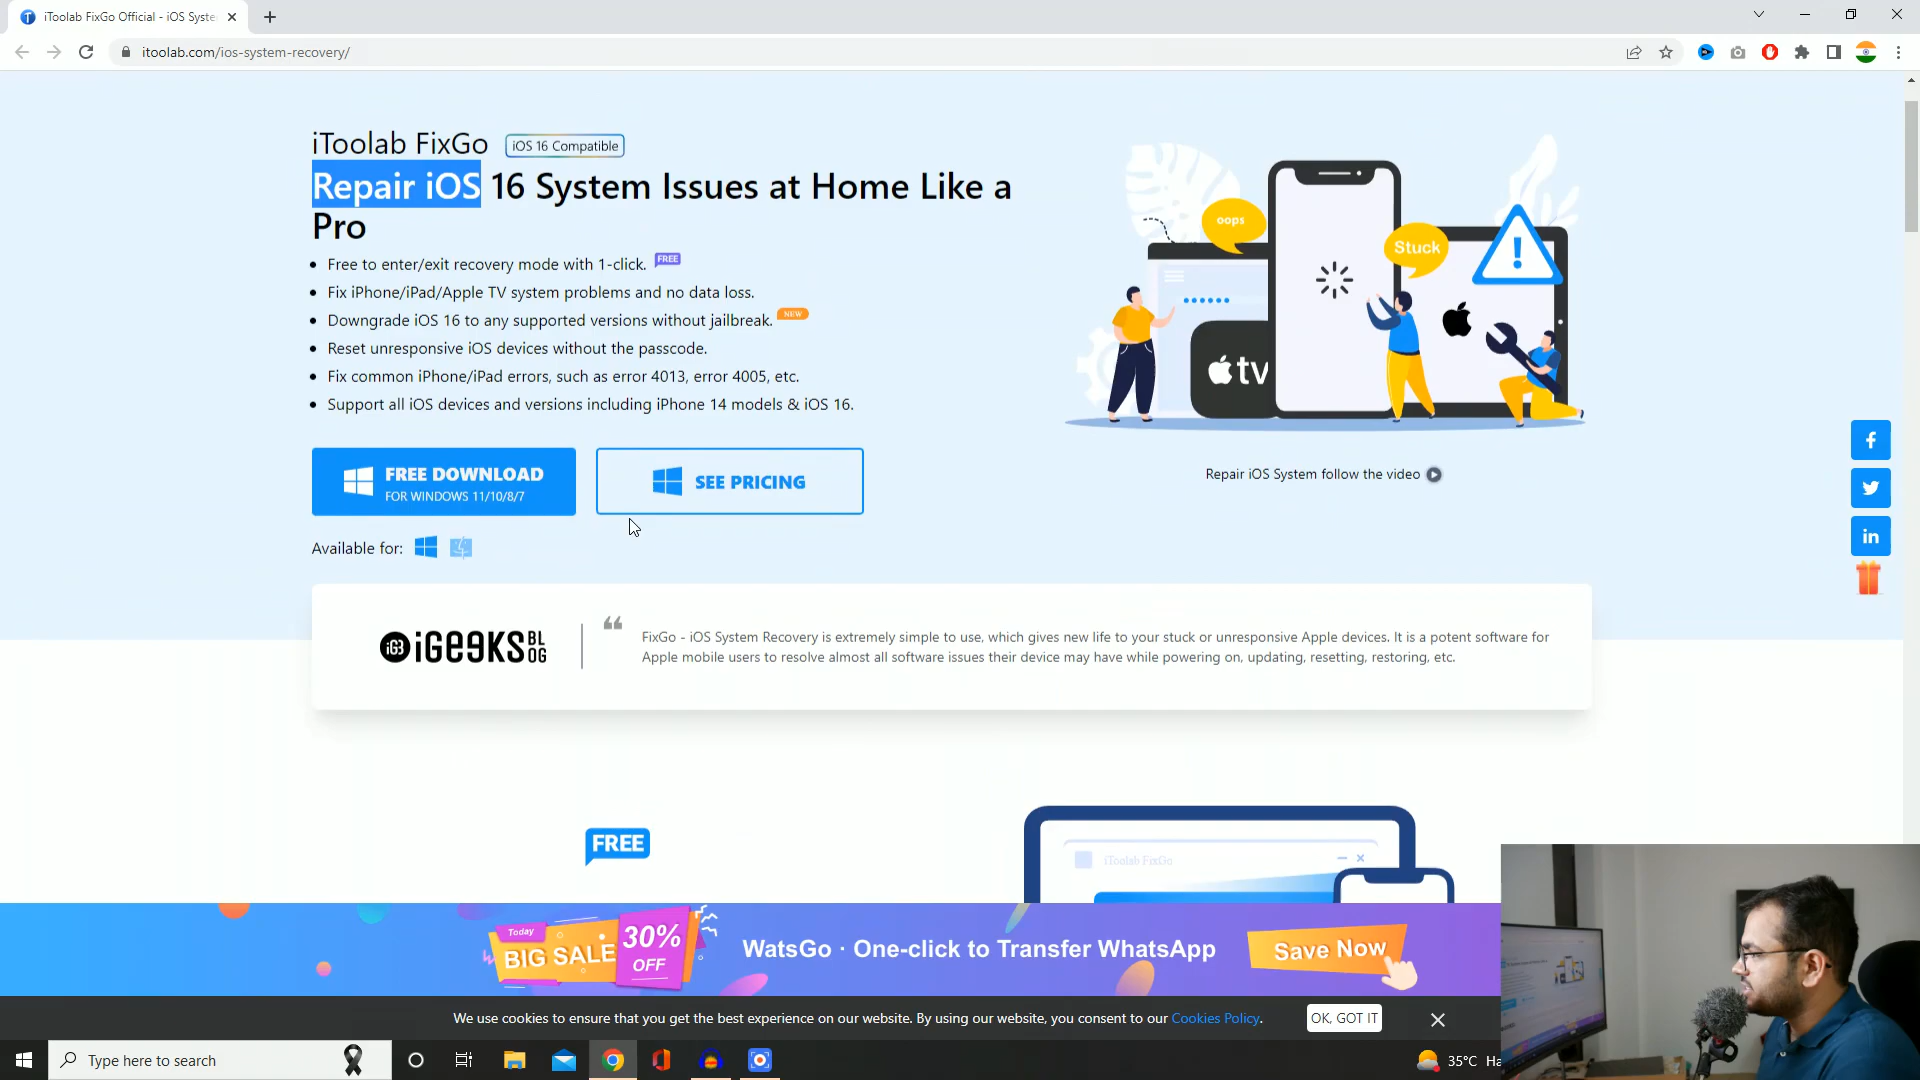 iToolab FixGo Official - iOS Syste
itoolab.com/ios-system-recovery/
iToolab FixGo iOS 16 Compatible
Repair iOS 16 System Issues at Home Like a
Pro
Free to enter/exit recovery mode with 1-click. FREE
Fix iPhone/iPad/Apple TV system problems and no data loss.
Downgrade iOS 16 to any supported versions without jailbreak. NEW
Reset unresponsive iOS devices without the passcode.
Fix common iPhone/iPad errors, such as error 4013, error 4005, etc.
Support all iOS devices and versions including iPhone 14 models & iOS 16.
oops
Stuck
tv
FREE DOWNLOAD
FOR WINDOWS 11/10/8/7
SEE PRICING
Repair iOS System follow the video
Available for:
iG3 iGeeKS BL
OG
“ FixGo - iOS System Recovery is extremely simple to use, which gives new life to your stuck or unresponsive Apple devices. It is a potent software for
Apple mobile users to resolve almost all software issues their device may have while powering on, updating, resetting, restoring, etc.
FREE
iToolab FixGo
Today
BIG SALE
30%
OFF
WatsGo · One-click to Transfer WhatsApp
Save Now
We use cookies to ensure that you get the best experience on our website. By using our website, you consent to our Cookies Policy.
OK, GOT IT
Type here to search
35°C Ha